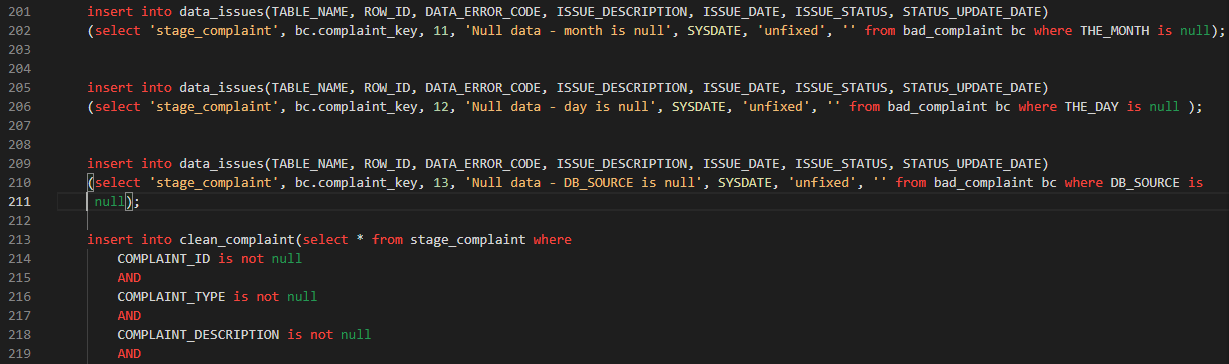 201 insert into data_issues(TABLE_NAME, ROW_ID, DATA_ERROR_CODE, ISSUE_DESCRIPTION, ISSUE_DATE, ISSUE_STATUS, STATUS_UPDATE_DATE)
202 (select 'stage_complaint', bc.complaint_key, 11, 'Null data - month is null', SYSDATE, 'unfixed', '' from bad_complaint bc where THE_MONTH is null);
203
204
205 insert into data_issues(TABLE_NAME, ROW_ID, DATA_ERROR_CODE, ISSUE_DESCRIPTION, ISSUE_DATE, ISSUE_STATUS, STATUS_UPDATE_DATE)
206 (select 'stage_complaint', bc.complaint_key, 12, 'Null data - day is null', SYSDATE, 'unfixed', '' from bad_complaint bc where THE_DAY is null );
207
208
209 insert into data_issues(TABLE_NAME, ROW_ID, DATA_ERROR_CODE, ISSUE_DESCRIPTION, ISSUE_DATE, ISSUE_STATUS, STATUS_UPDATE_DATE)
210 (select 'stage_complaint', bc.complaint_key, 13, 'Null data - DB_SOURCE is null', SYSDATE, 'unfixed', '' from bad_complaint bc where DB_SOURCE is
211 null);
212
213 insert into clean_complaint(select * from stage_complaint where
214 COMPLAINT_ID is not null
215 AND
216 COMPLAINT_TYPE is not null
217 AND
218 COMPLAINT_DESCRIPTION is not null
219 AND